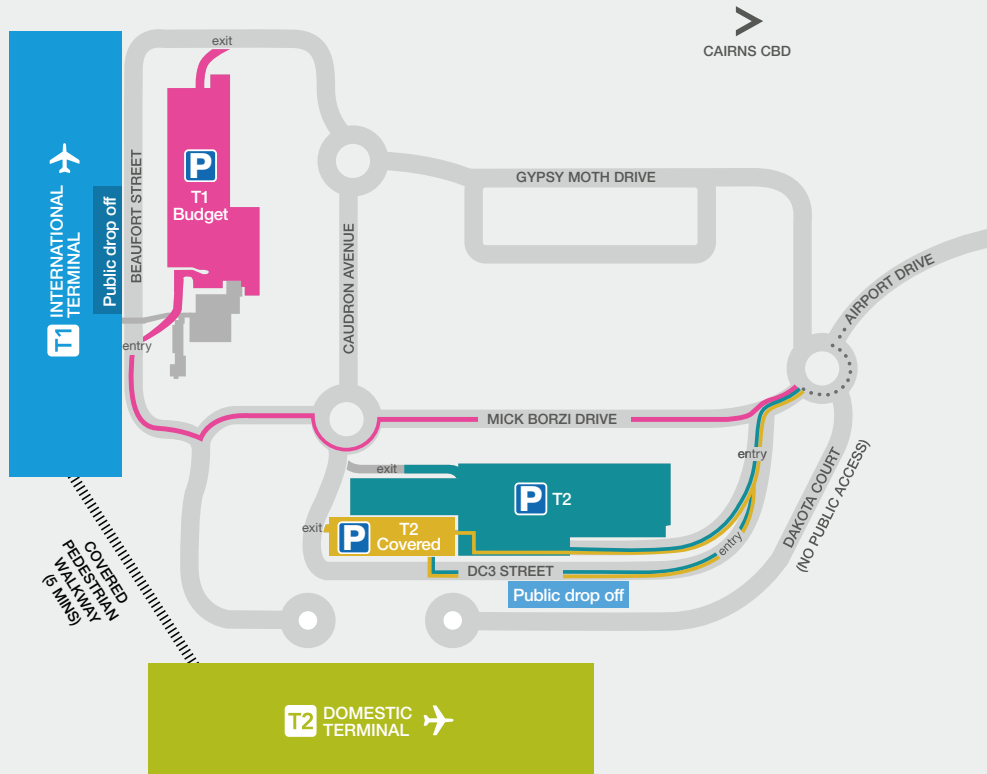 CAIRNS CBD
exit
P
T1
Budget
T1 INTERNATIONAL
TERMINAL
Public drop off
BEAUFORT STREET
entry
CAUDRON AVENUE
GYPSY MOTH DRIVE
AIRPORT DRIVE
MICK BORZI DRIVE
entry
exit
P T2
exit
P
T2
Covered
entry
DC3 STREET
Public drop off
DAKOTA COURT
(NO PUBLIC ACCESS)
COVERED
PEDESTRIAN
WALKWAY
(5 MINS)
T2 DOMESTIC
TERMINAL